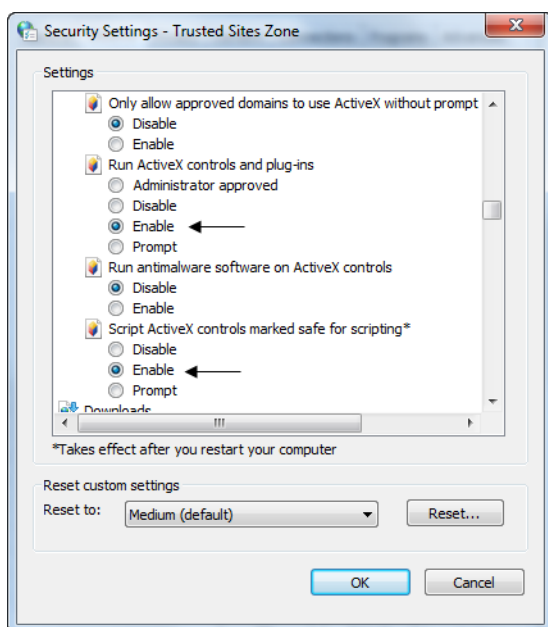 Security Settings - Trusted Sites Zone
Settings
Only allow approved domains to use ActiveX without prompt
Disable
Enable
Run ActiveX controls and plug-ins
Administrator approved
Disable
Enable
Prompt
Run antimalware software on ActiveX controls
Disable
Enable
Script ActiveX controls marked safe for scripting*
Disable
Enable
Prompt
Downloads
*Takes effect after you restart your computer
Reset custom settings
Reset to: Medium (default) Reset...
OK Cancel